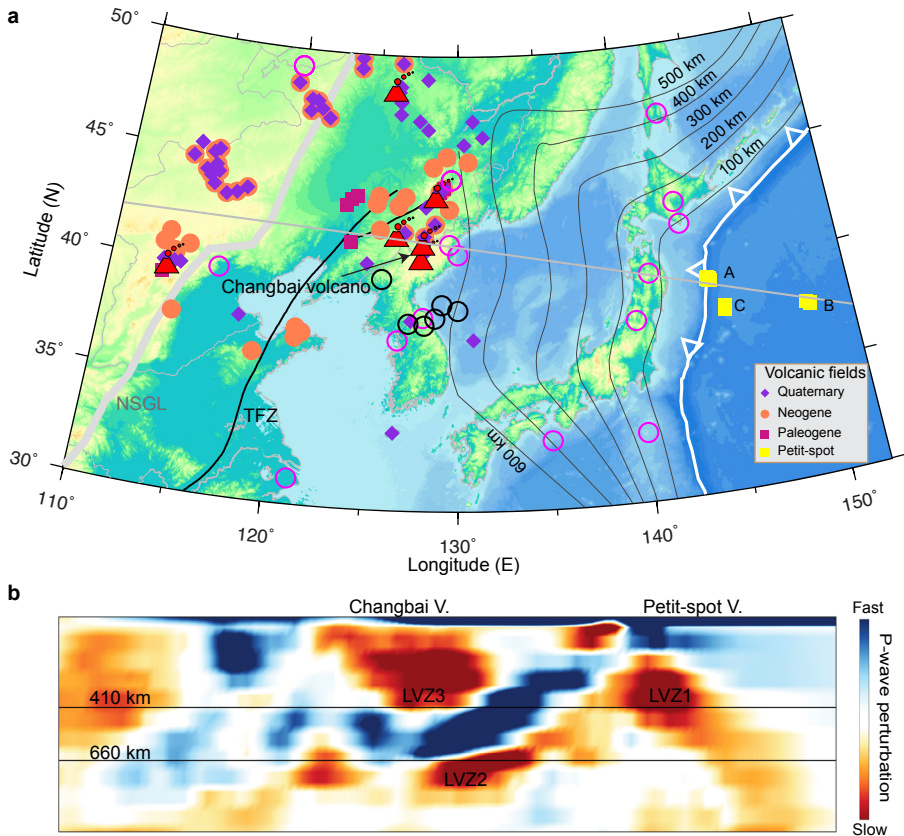 a
50˚
45˚
40˚
35˚
30˚
Latitude (N)
500 km
400 km
300 km
200 km
100 km
600 km
Changbai volcano
NSGL
TFZ
A
C
B
Volcanic fields
Quaternary
Neogene
Paleogene
Petit-spot
110˚
120˚
130˚
140˚
150˚
Longitude (E)
b
Changbai V.
Petit-spot V.
410 km
660 km
LVZ3
LVZ1
LVZ2
Fast
P-wave perturbation
Slow